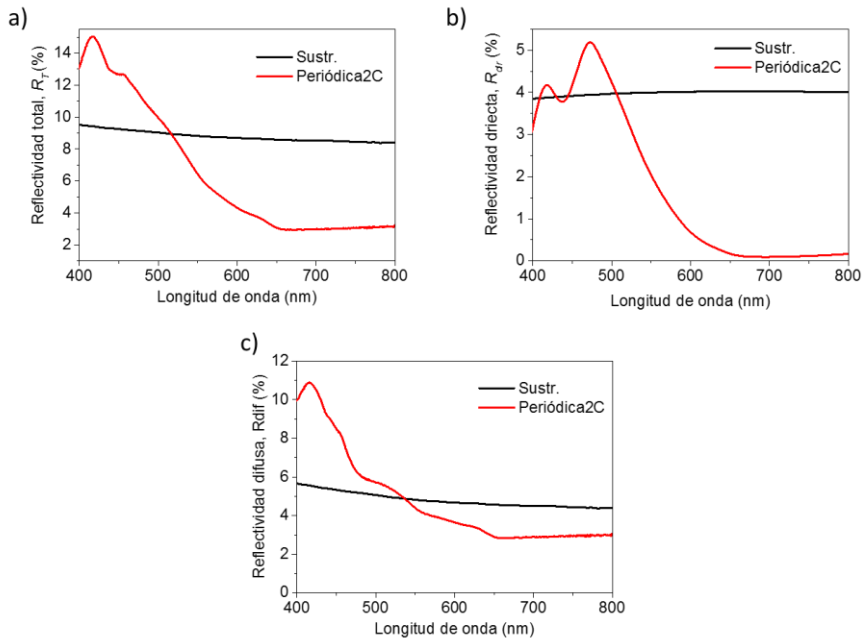 a)
Reflectividad total, R_T (%)
14
12
10
8
6
4
2
Sustr.
Periódica2C
400 500 600 700 800
Longitud de onda (nm)
b)
Reflectividad driecta, R_dr (%)
5
4
3
2
1
0
Sustr.
Periódica2C
400 500 600 700 800
Longitud de onda (nm)
c)
Reflectividad difusa, Rdif (%)
12
10
8
6
4
2
0
Sustr.
Periódica2C
400 500 600 700 800
Longitud de onda (nm)